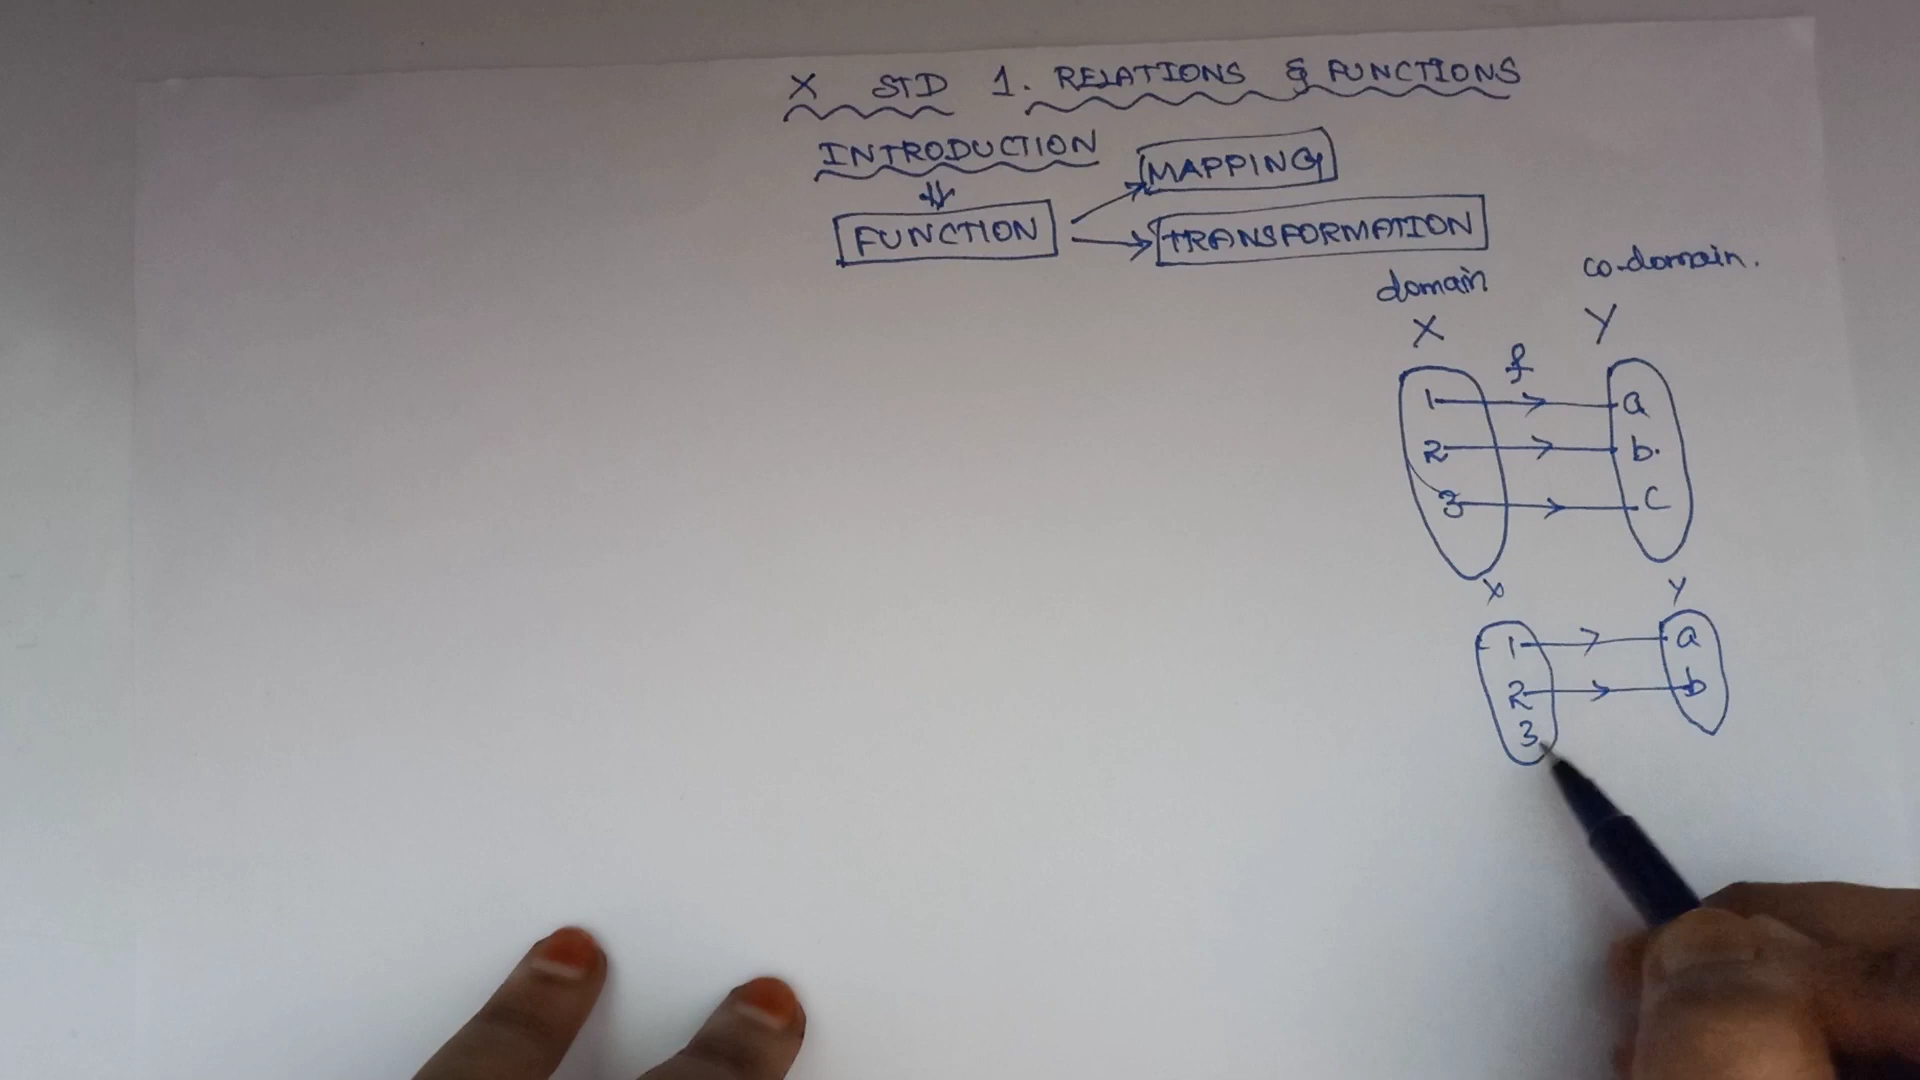 X STD 1. RELATIONS & FUNCTIONS
INTRODUCTION
MAPPING
FUNCTION
TRANSFORMATION
domain co-domain.
X Y
f
1 a
2 b.
3 c
X Y
1 a
2 b
3